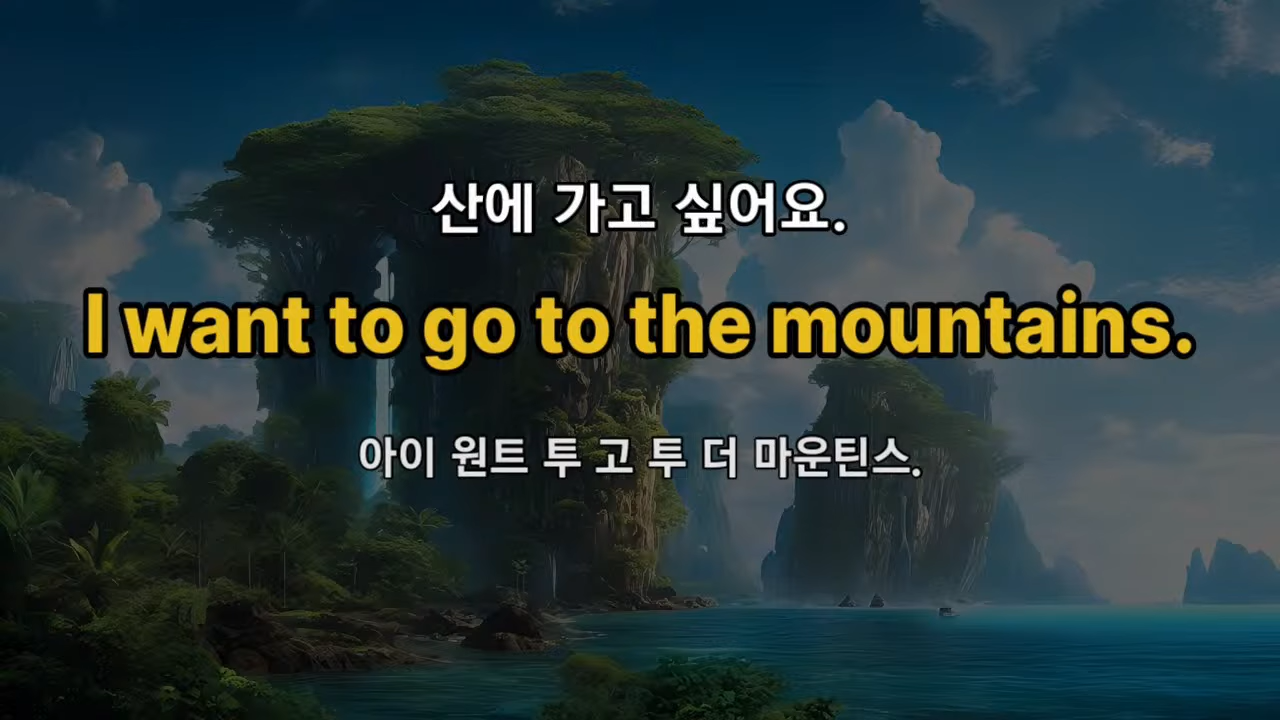 산에 가고 싶어요.
I want to go to the mountains.
아이 원트 투 고 투 더 마운틴스.